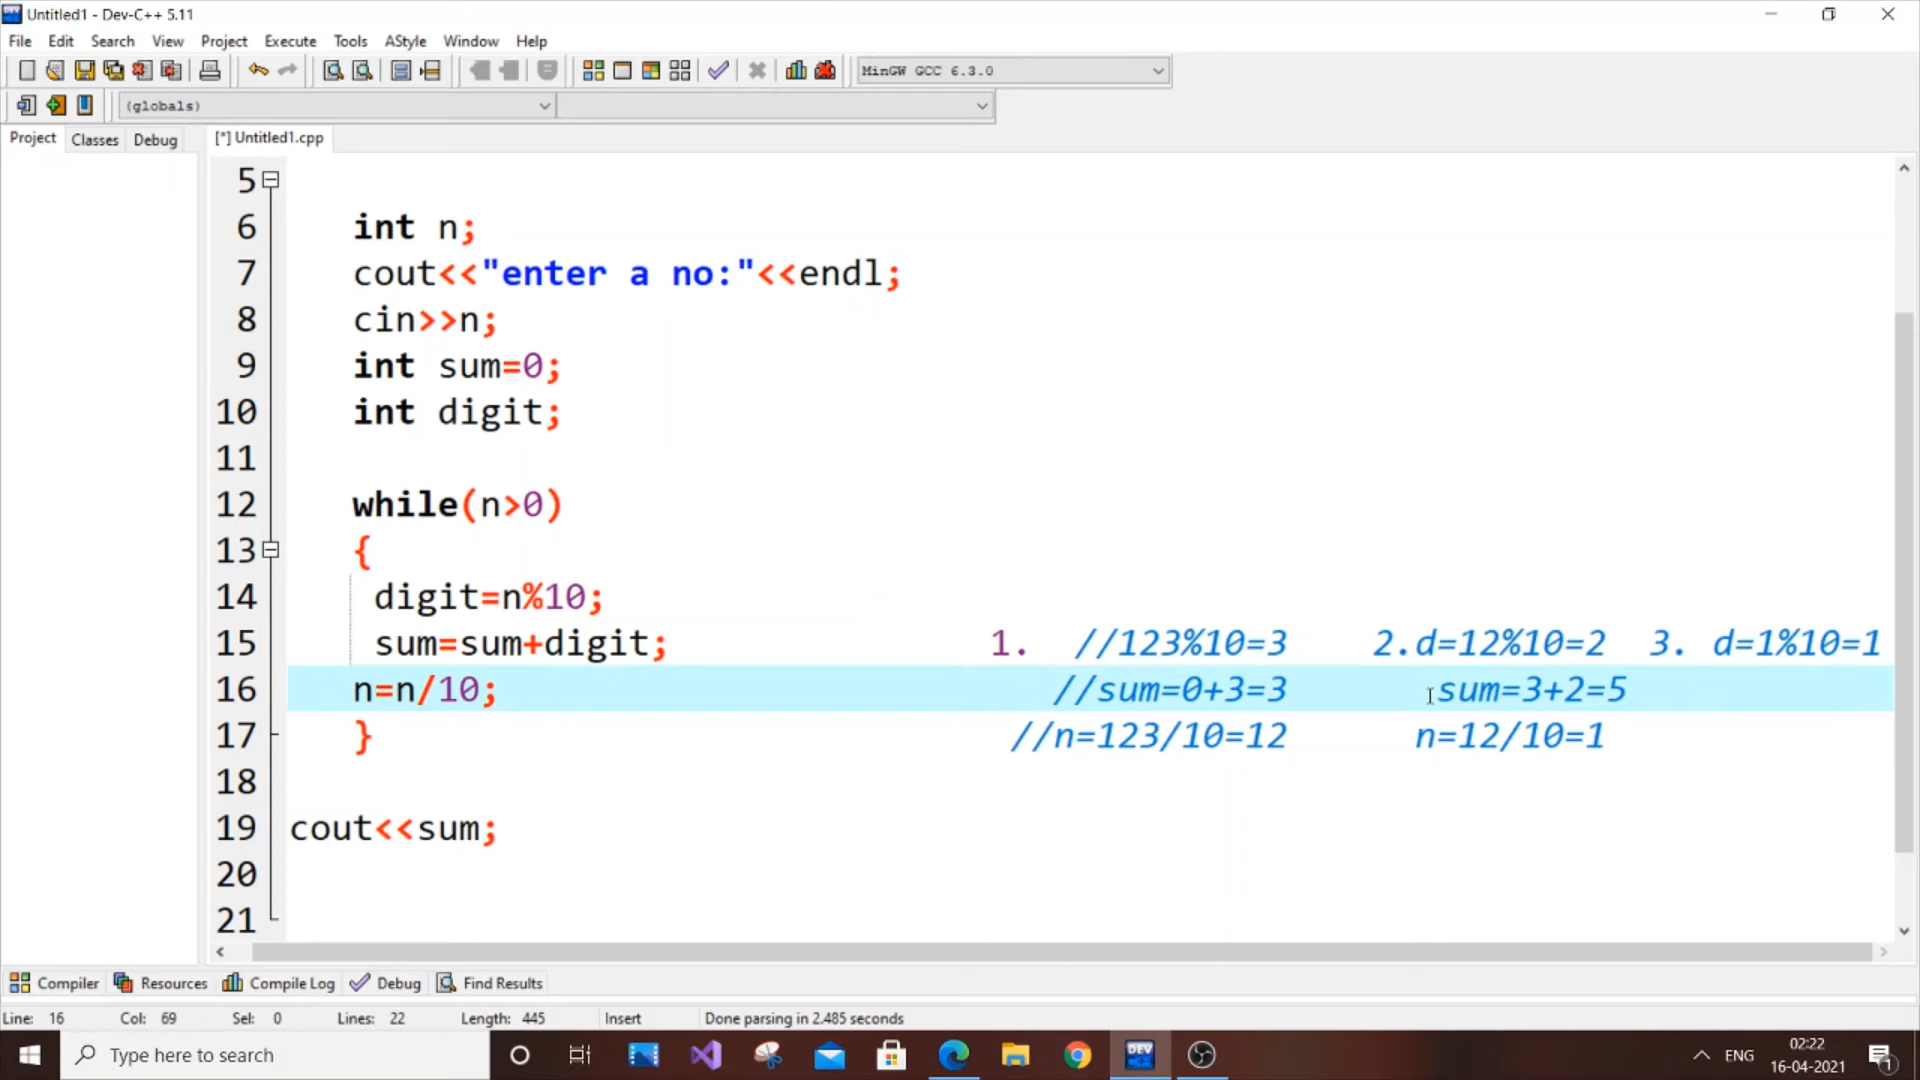 Untitled1 - Dev-C++ 5.11
File Edit Search View Project Execute Tools AStyle Window Help
MinGW GCC 6.3.0
(globals)
Project Classes Debug [*] Untitled1.cpp
5
6 int n;
7 cout<<"enter a no:"<<endl;
8 cin>>n;
9 int sum=0;
10 int digit;
11
12 while(n>0)
13 {
14 digit=n%10;
15 sum=sum+digit; 1. //123%10=3 2.d=12%10=2 3. d=1%10=1
16 n=n/10; //sum=0+3=3 sum=3+2=5
17 } //n=123/10=12 n=12/10=1
18
19 cout<<sum;
20
21
Compiler Resources Compile Log Debug Find Results
Line: 16 Col: 69 Sel: 0 Lines: 22 Length: 445 Insert Done parsing in 2.485 seconds
Type here to search DEV ENG 02:22
16-04-2021 1